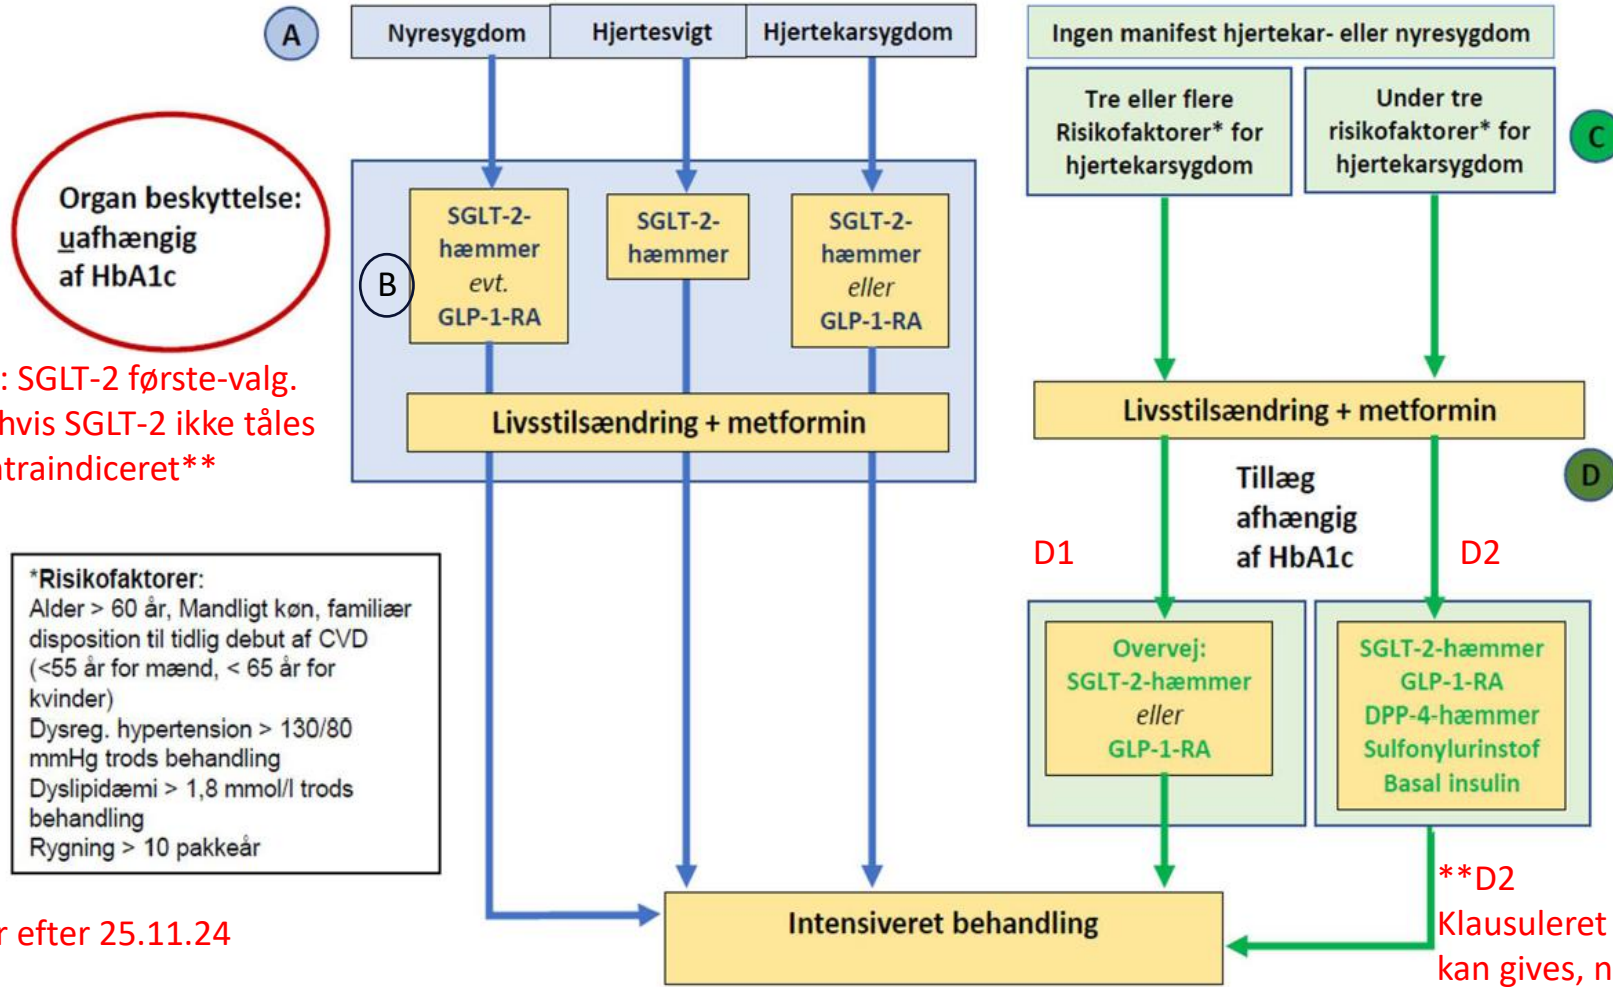 A
Nyresygdom
Hjertesvigt
Hjertekarsygdom
Ingen manifest hjertekar- eller nyresygdom
Tre eller flere
Risikofaktorer* for
hjertekarsygdom
Under tre
risikofaktorer* for
hjertekarsygdom
C
Organ beskyttelse:
uafhængig
af HbA1c
B
SGLT-2-
hæmmer
evt.
GLP-1-RA
SGLT-2-
hæmmer
SGLT-2-
hæmmer
eller
GLP-1-RA
: SGLT-2 første-valg.
hvis SGLT-2 ikke tåles
traindiceret**
Livsstilsændring + metformin
Livsstilsændring + metformin
D
Tillæg
afhængig
af HbA1c
D1
D2
*Risikofaktorer:
Alder > 60 år, Mandligt køn, familiær
disposition til tidlig debut af CVD
(<55 år for mænd, < 65 år for
kvinder)
Dysreg. hypertension > 130/80
mmHg trods behandling
Dyslipidæmi > 1,8 mmol/l trods
behandling
Rygning > 10 pakkeår
Overvej:
SGLT-2-hæmmer
eller
GLP-1-RA
SGLT-2-hæmmer
GLP-1-RA
DPP-4-hæmmer
Sulfonylurinstof
Basal insulin
Intensiveret behandling
r efter 25.11.24
**D2
Klausuleret
kan gives, n